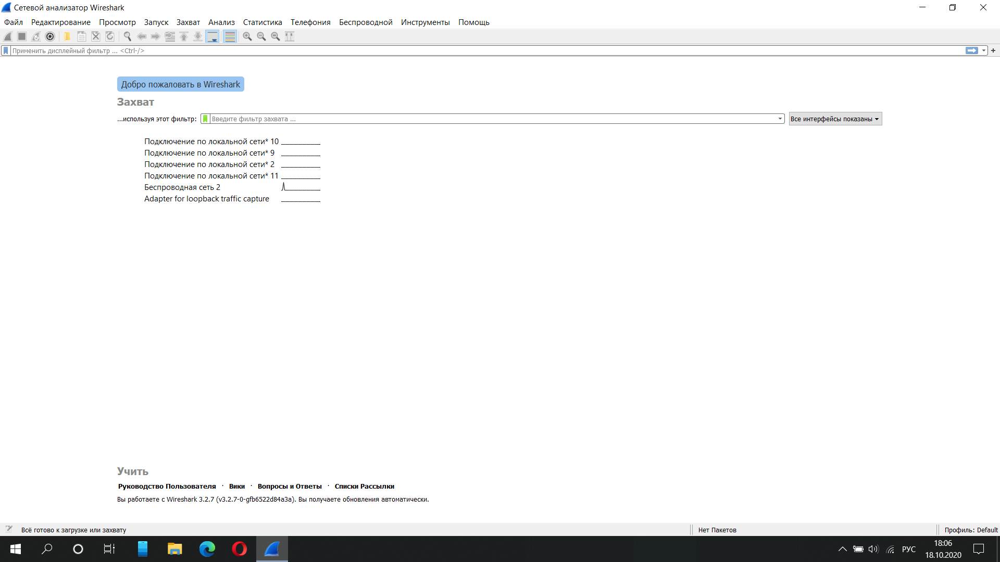 Сетевой анализатор Wireshark
Файл Редактирование Просмотр Запуск Захват Анализ Статистика Телефония Беспроводной Инструменты Помощь
Применить дисплейный фильтр ... <Ctrl-/>
Добро пожаловать в Wireshark
Захват
...используя этот фильтр: Введите фильтр захвата ... Все интерфейсы показаны
Подключение по локальной сети* 10
Подключение по локальной сети* 9
Подключение по локальной сети* 2
Подключение по локальной сети* 11
Беспроводная сеть 2
Adapter for loopback traffic capture
Учить
Руководство Пользователя · Вики · Вопросы и Ответы · Списки Рассылки
Вы работаете с Wireshark 3.2.7 (v3.2.7-0-gfb6522d84a3a). Вы получаете обновления автоматически.
Всё готово к загрузке или захвату Нет Пакетов Профиль: Default
РУС
18:06
18.10.2020